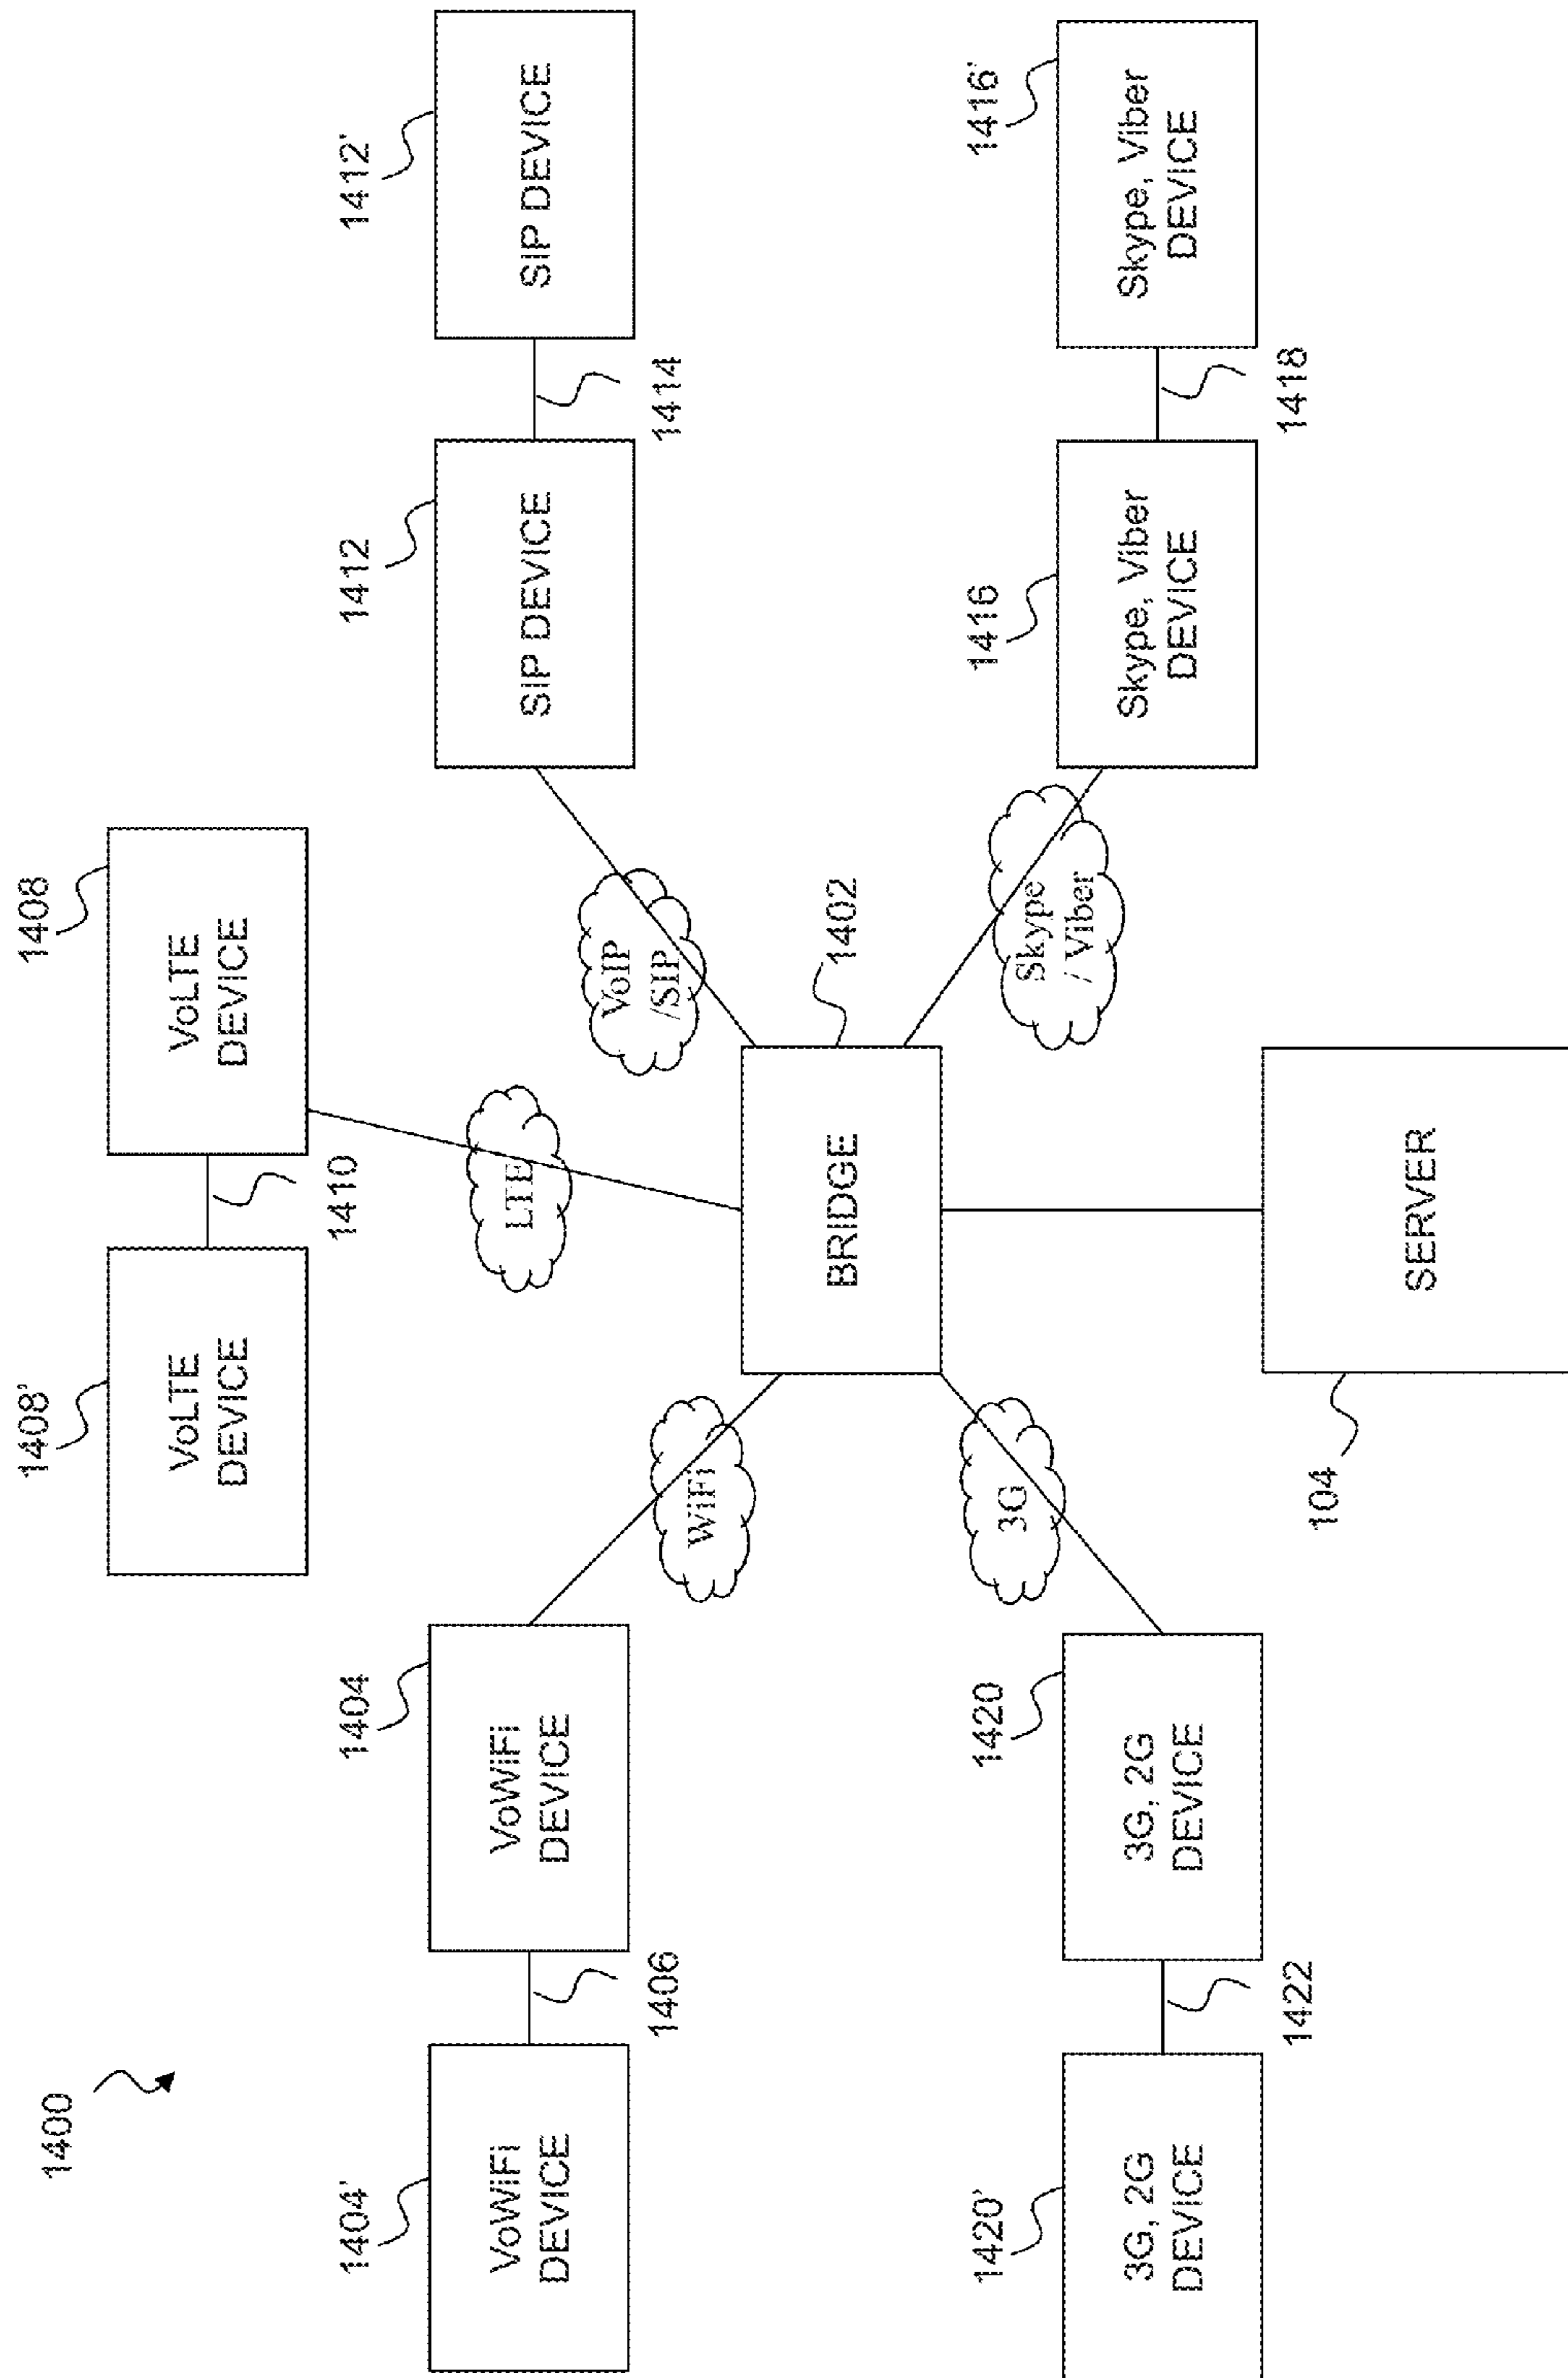 1400
1408'
VoLTE
DEVICE
1410
1408
VoLTE
DEVICE
1404'
VoWiFi
DEVICE
1406
1404
VoWiFi
DEVICE
WiFi
LTE
VoIP
/SIP
1412
SIP DEVICE
1414
1412'
SIP DEVICE
BRIDGE
1402
1420'
3G, 2G
DEVICE
1422
1420
3G, 2G
DEVICE
3G
Skype
/ Viber
1416
Skype, Viber
DEVICE
1418
1416'
Skype, Viber
DEVICE
104
SERVER